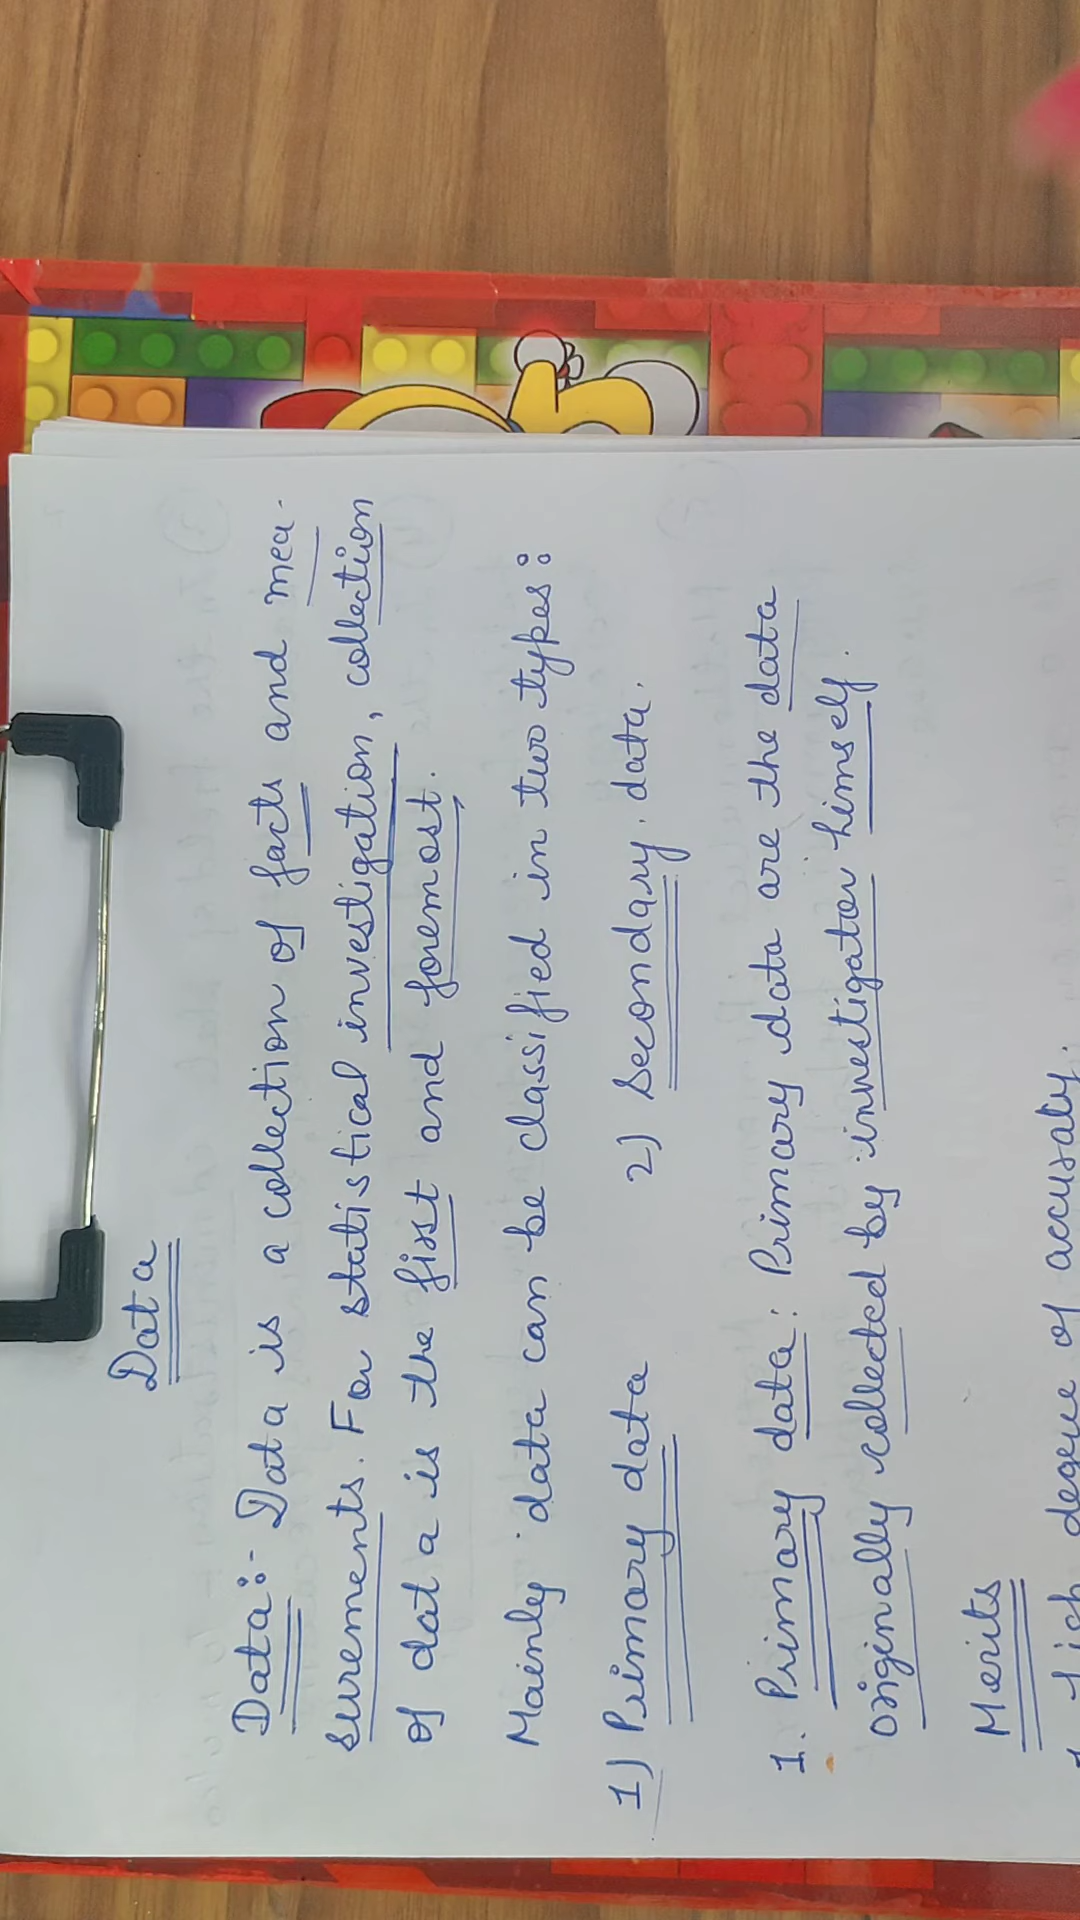 Data
Data:- Data is a collection of facts and mea-
surements. For statistical investigation, collection
of data is the first and foremost.
Mainly data can be classified in two types:
1) Primary data 2) Secondary data.
1. Primary data: Primary data are the data
originally collected by investigator himself.
Merits
degree of accuraty.